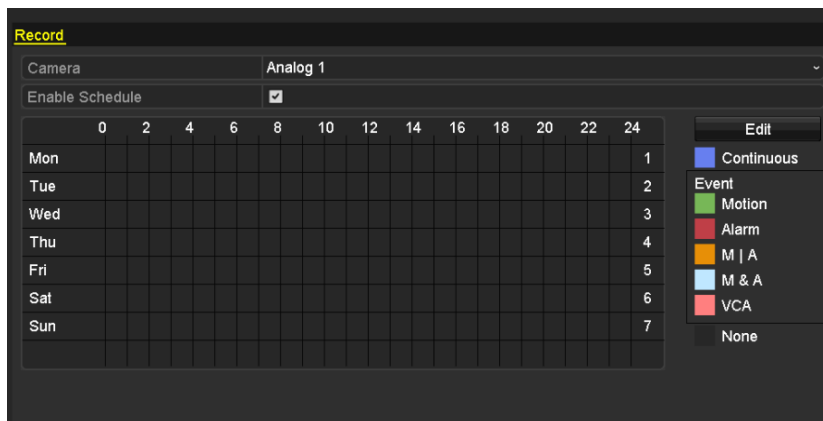 Record
Camera Analog 1
Enable Schedule
0 2 4 6 8 10 12 14 16 18 20 22 24 Edit
Mon 1 Continuous
Tue 2 Event
Motion
Wed 3
Alarm
Thu 4
M | A
Fri 5
M & A
Sat 6
VCA
Sun 7
None